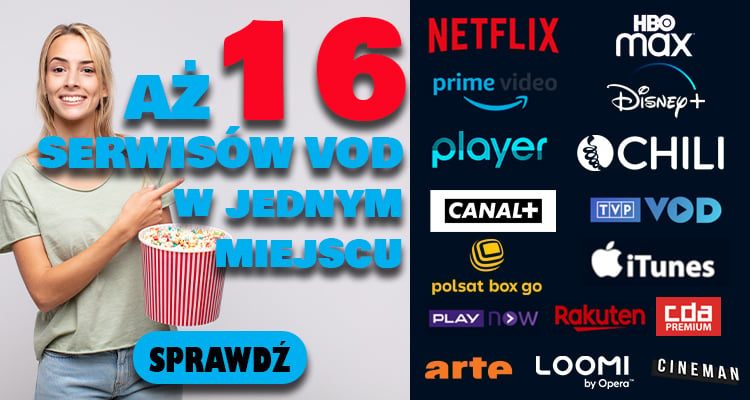 AŻ 16
SERWISÓW VOD
W JEDNYM
MIEJSCU
SPRAWDŹ
NETFLIX
HBO
max
prime video
Disney+
player
CHILI
CANAL+
TVP VOD
polsat box go
iTunes
PLAY NOW
Rakuten
cda
PREMIUM
arte
LOOMI
by Opera™
CINEMAN